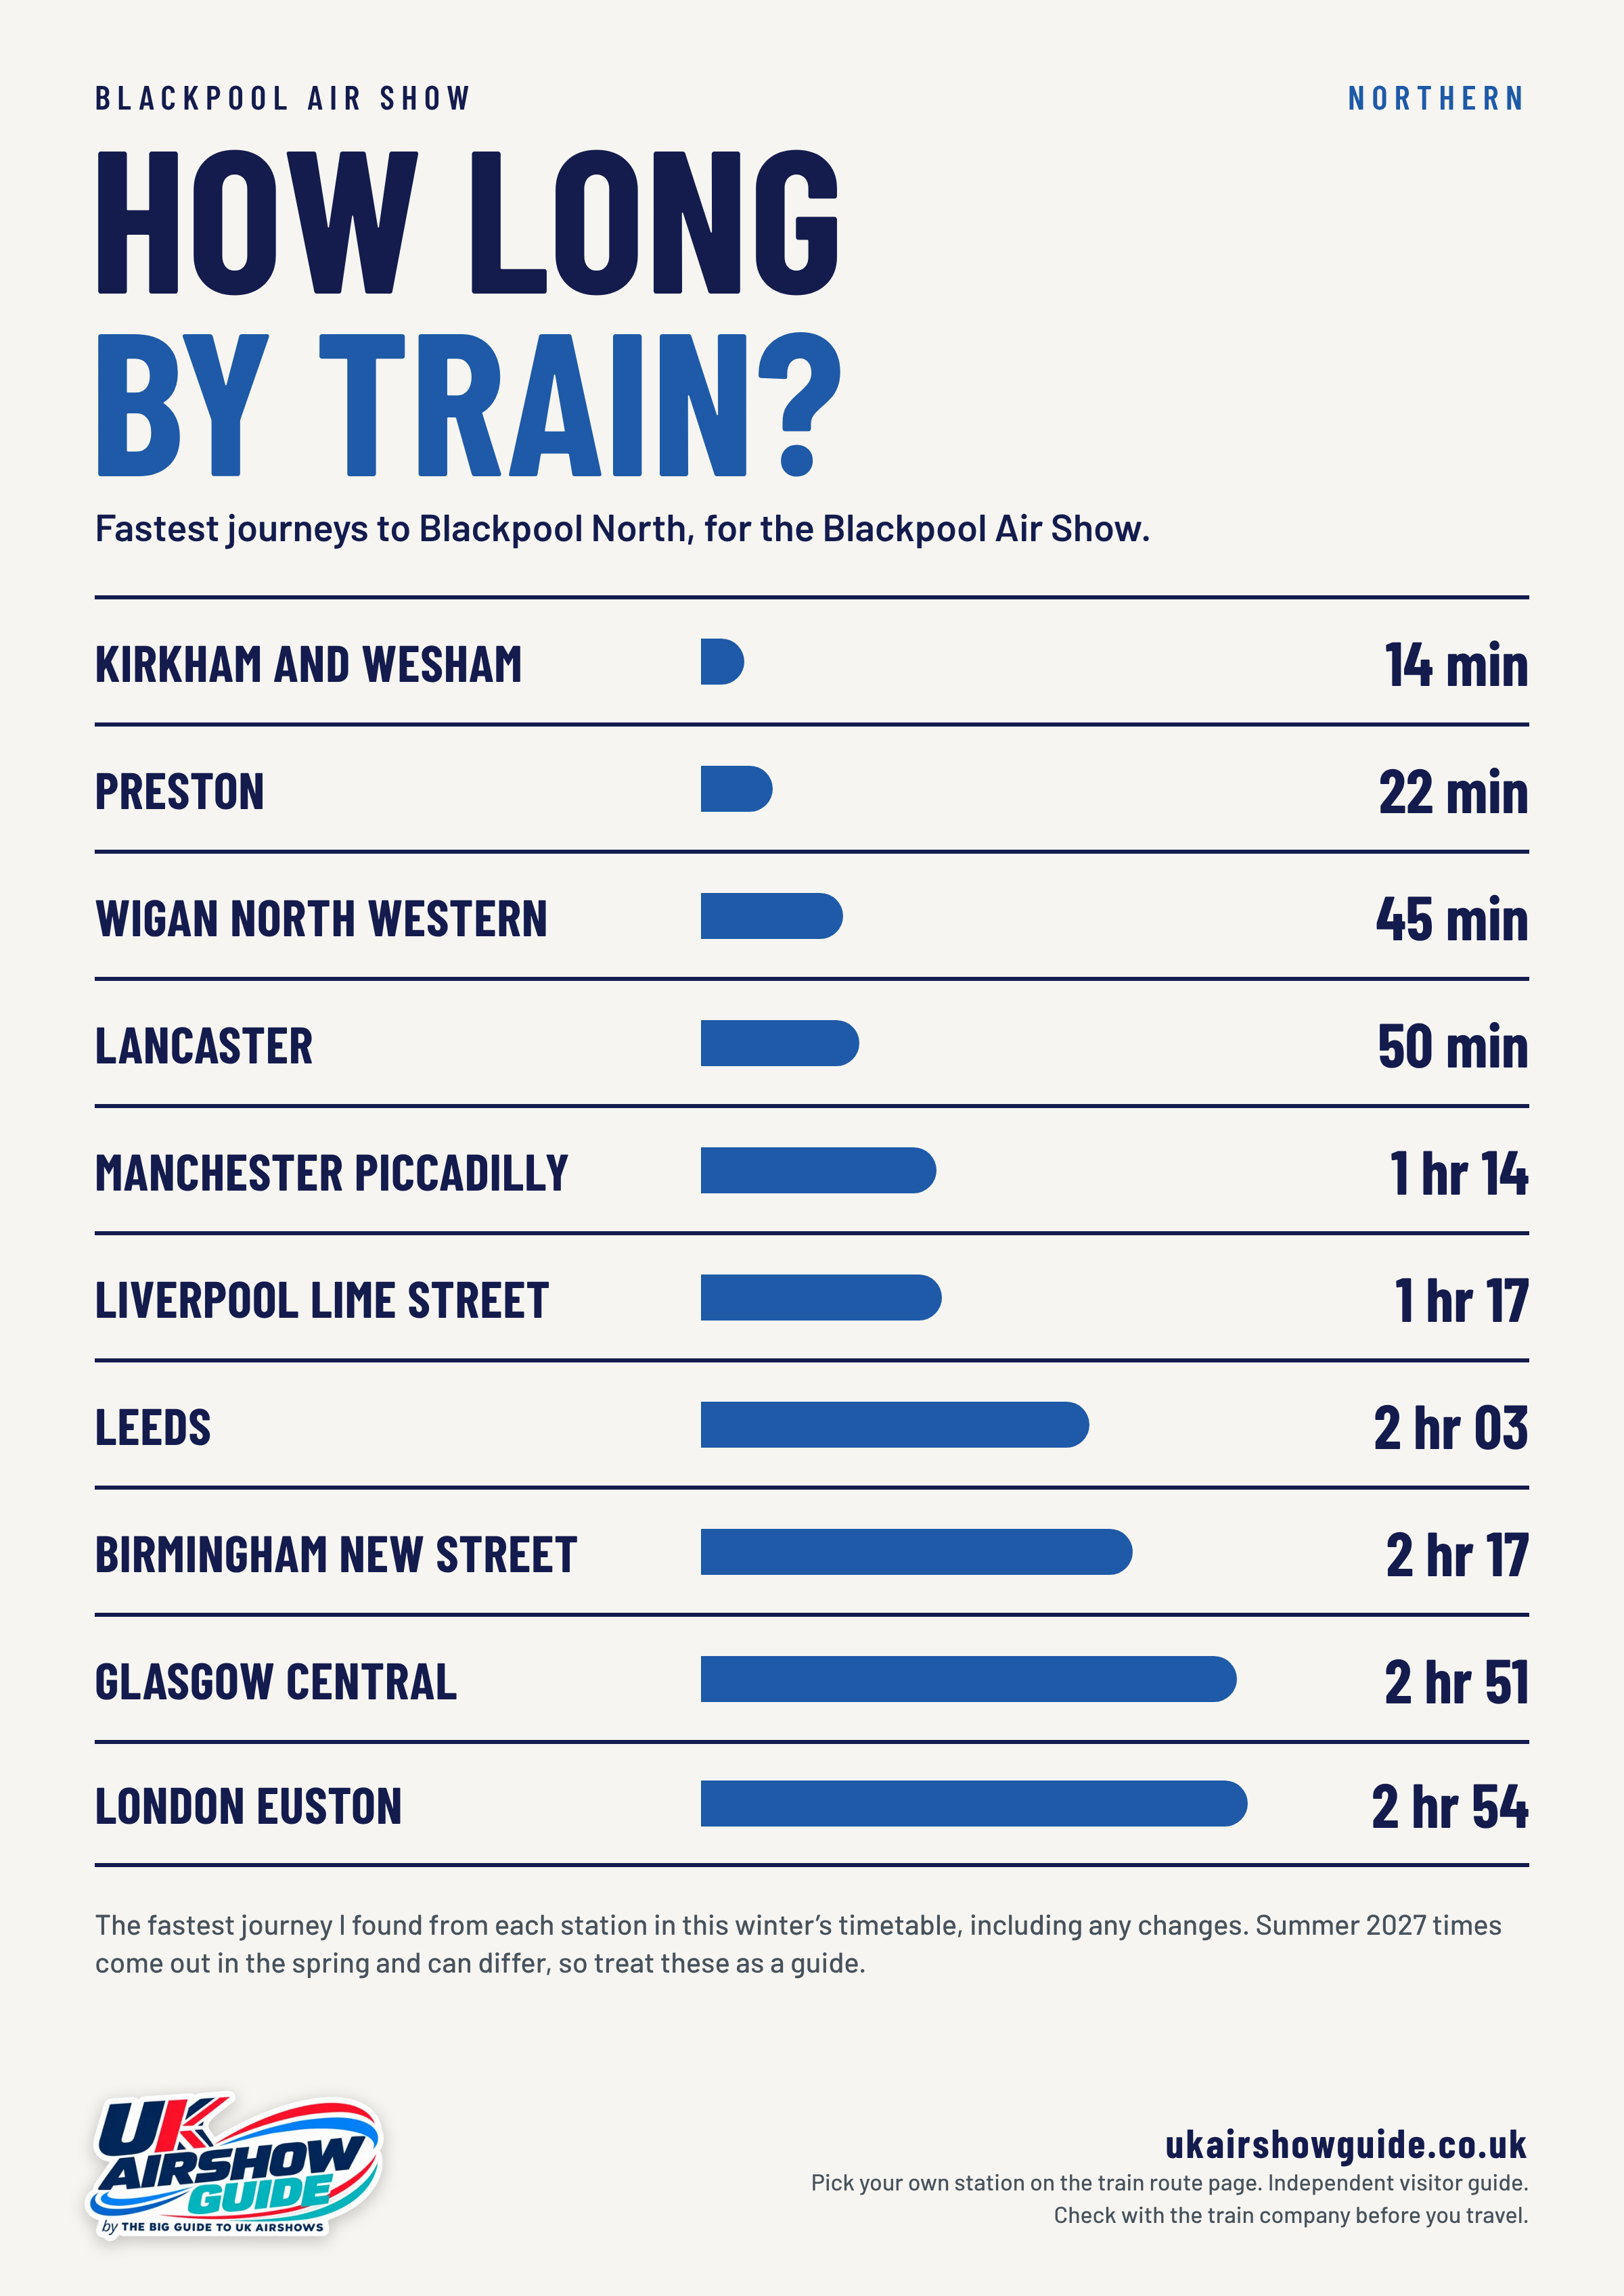 BLACKPOOL AIR SHOW
NORTHERN
HOW LONG
BY TRAIN?
Fastest journeys to Blackpool North, for the Blackpool Air Show.
KIRKHAM AND WESHAM 14 min
PRESTON 22 min
WIGAN NORTH WESTERN 45 min
LANCASTER 50 min
MANCHESTER PICCADILLY 1 hr 14
LIVERPOOL LIME STREET 1 hr 17
LEEDS 2 hr 03
BIRMINGHAM NEW STREET 2 hr 17
GLASGOW CENTRAL 2 hr 51
LONDON EUSTON 2 hr 54
The fastest journey I found from each station in this winter’s timetable, including any changes. Summer 2027 times
come out in the spring and can differ, so treat these as a guide.
UK
AIRSHOW
GUIDE
by THE BIG GUIDE TO UK AIRSHOWS
ukairshowguide.co.uk
Pick your own station on the train route page. Independent visitor guide.
Check with the train company before you travel.